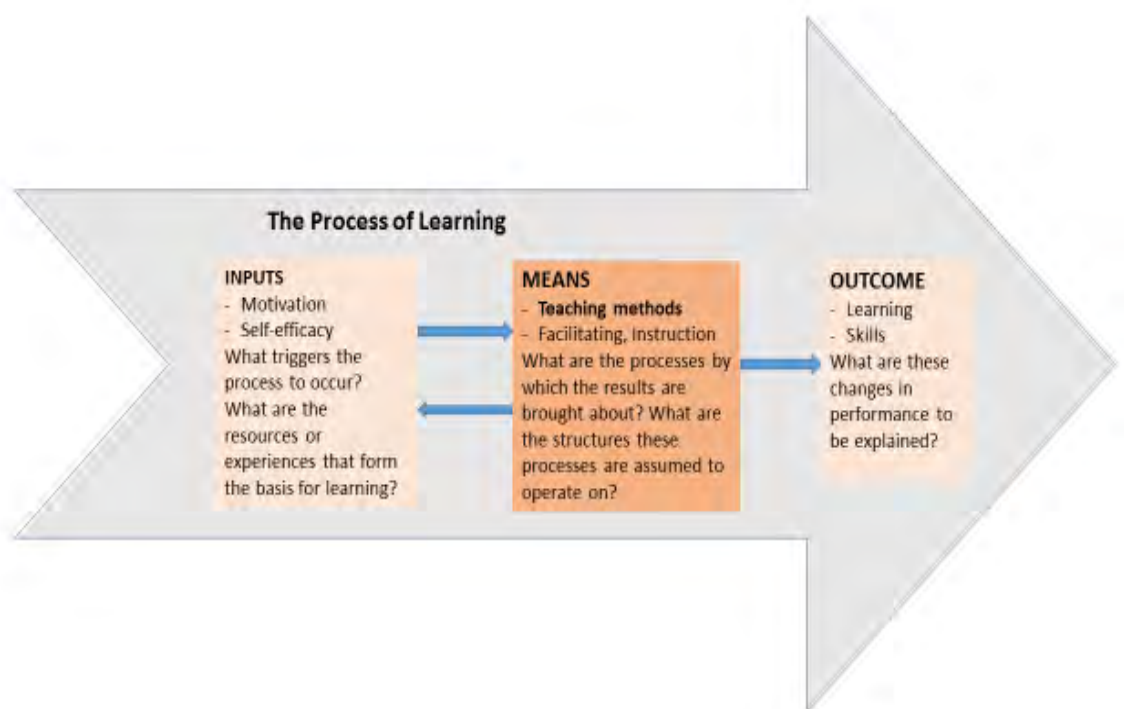 The Process of Learning
INPUTS
- Motivation
- Self-efficacy
What triggers the
process to occur?
What are the
resources or
experiences that form
the basis for learning?
MEANS
- Teaching methods
- Facilitating, Instruction
What are the processes by
which the results are
brought about? What are
the structures these
processes are assumed to
operate on?
OUTCOME
- Learning
- Skills
What are these
changes in
performance to
be explained?